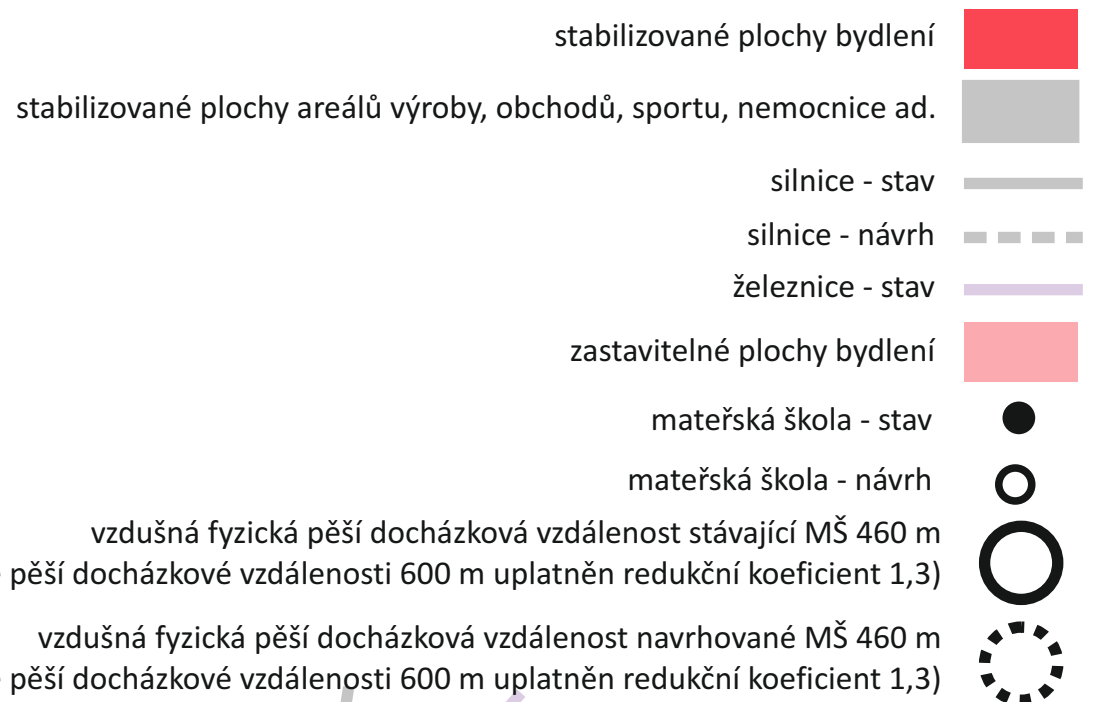 stabilizované plochy bydlení
stabilizované plochy areálů výroby, obchodů, sportu, nemocnice ad.
silnice - stav
silnice - návrh
železnice - stav
zastavitelné plochy bydlení
mateřská škola - stav
mateřská škola - návrh
vzdušná fyzická pěší docházková vzdálenost stávající MŠ 460 m
pěší docházkové vzdálenosti 600 m uplatněn redukční koeficient 1,3)
vzdušná fyzická pěší docházková vzdálenost navrhované MŠ 460 m
pěší docházkové vzdálenosti 600 m uplatněn redukční koeficient 1,3)